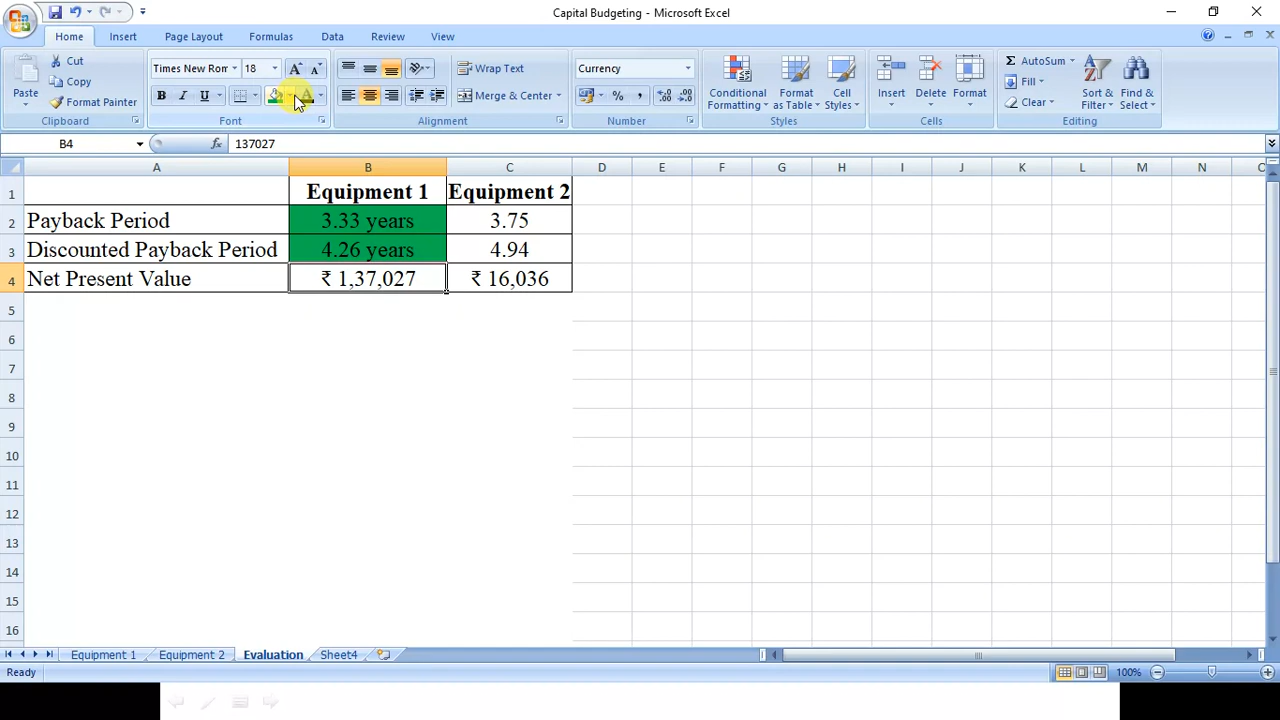 Capital Budgeting - Microsoft Excel
Home Insert Page Layout Formulas Data Review View
Paste Cut Copy Format Painter Clipboard
Times New Rom 18 A A B I U A Font
Wrap Text Merge & Center Alignment
Currency % , .0 .00 .00 .0 Number
Conditional Formatting Format as Table Cell Styles Styles
Insert Delete Format Cells
Σ AutoSum Fill Clear Sort & Filter Find & Select Editing
B4 fx 137027
A B C D E F G H I J K L M N
1 Equipment 1 Equipment 2
2 Payback Period 3.33 years 3.75
3 Discounted Payback Period 4.26 years 4.94
4 Net Present Value ₹ 1,37,027 ₹ 16,036
5
6
7
8
9
10
11
12
13
14
15
16
Equipment 1 Equipment 2 Evaluation Sheet4
Ready 100%